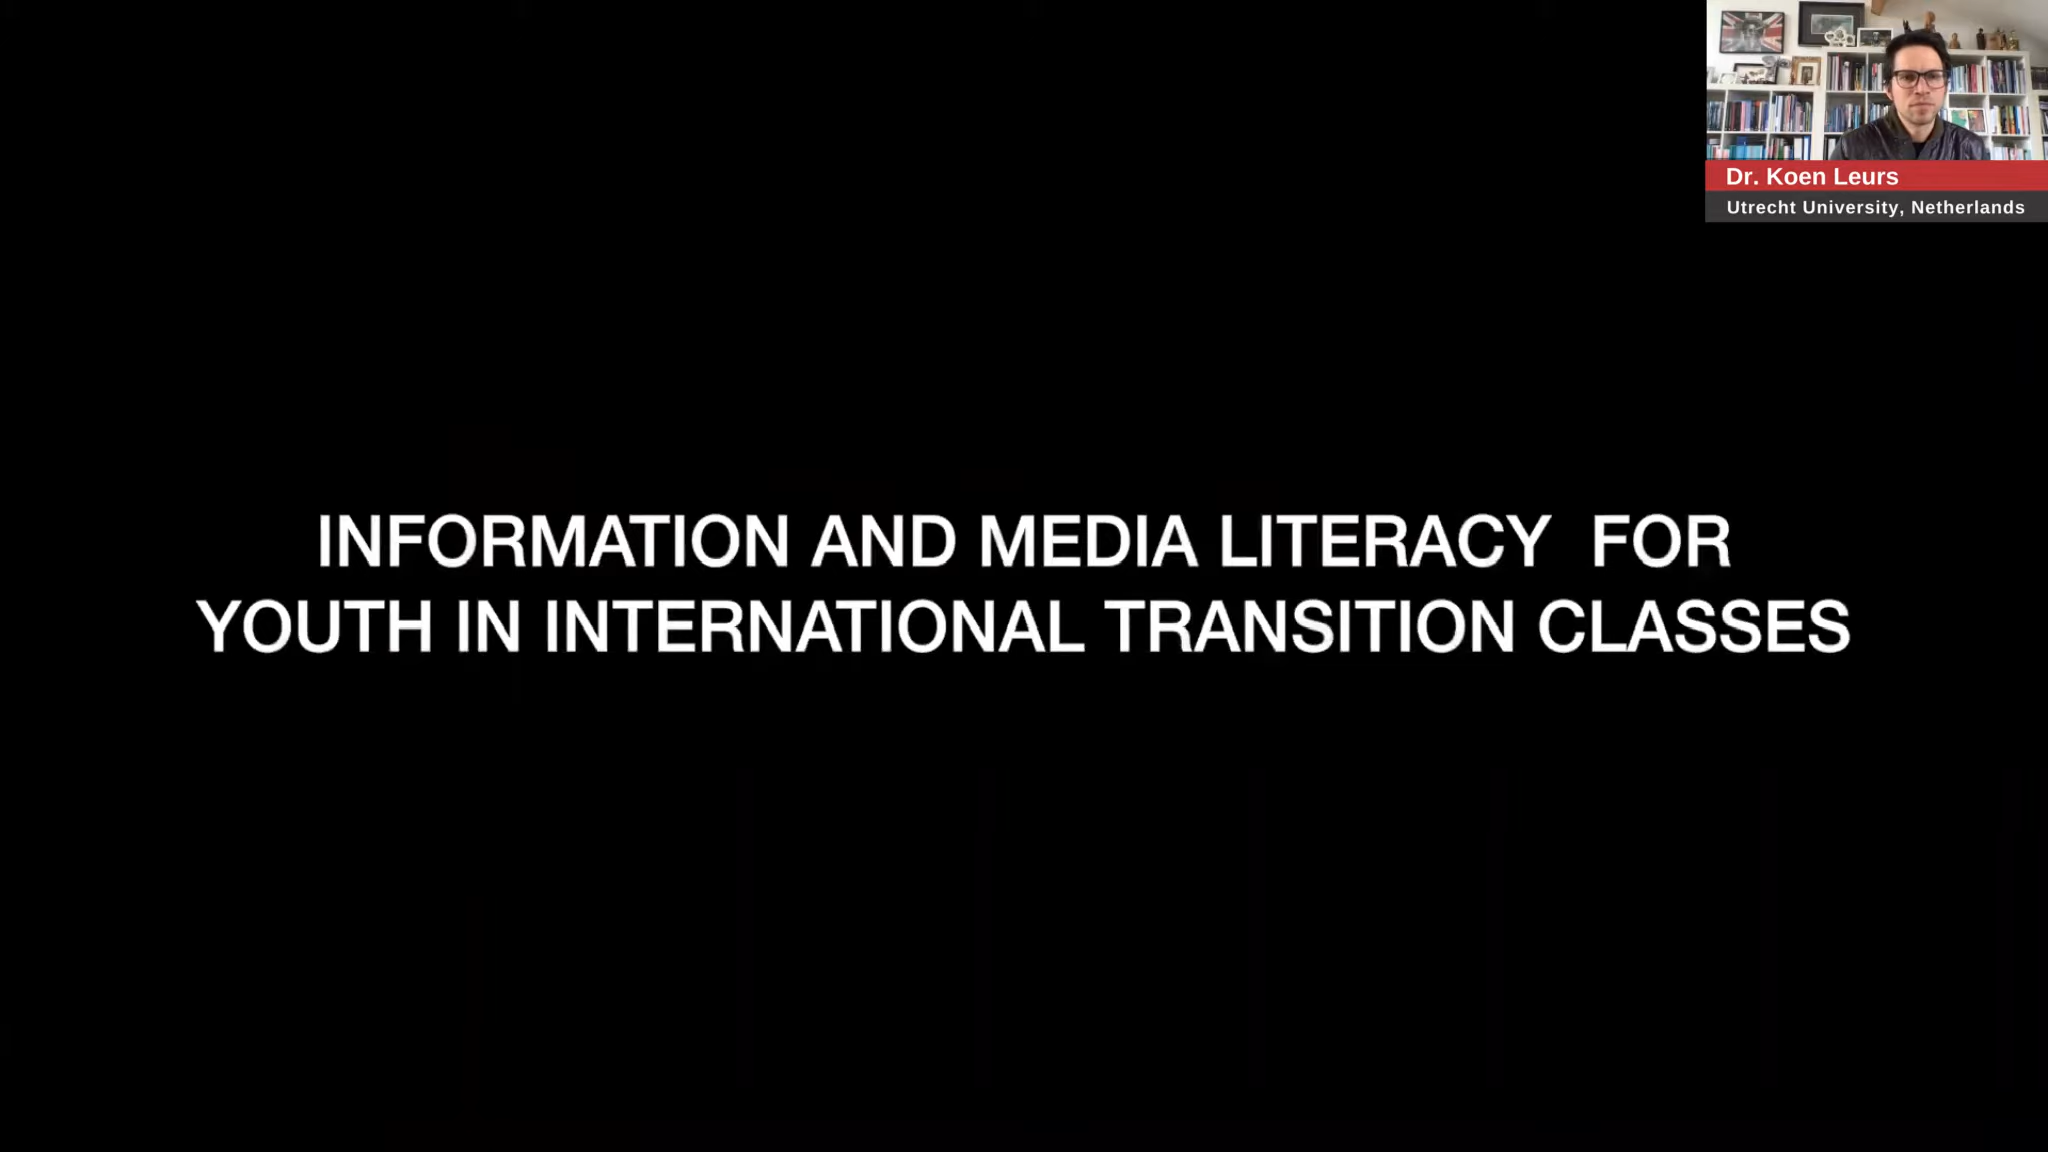 Dr. Koen Leurs
Utrecht University, Netherlands
INFORMATION AND MEDIA LITERACY  FOR
YOUTH IN INTERNATIONAL TRANSITION CLASSES